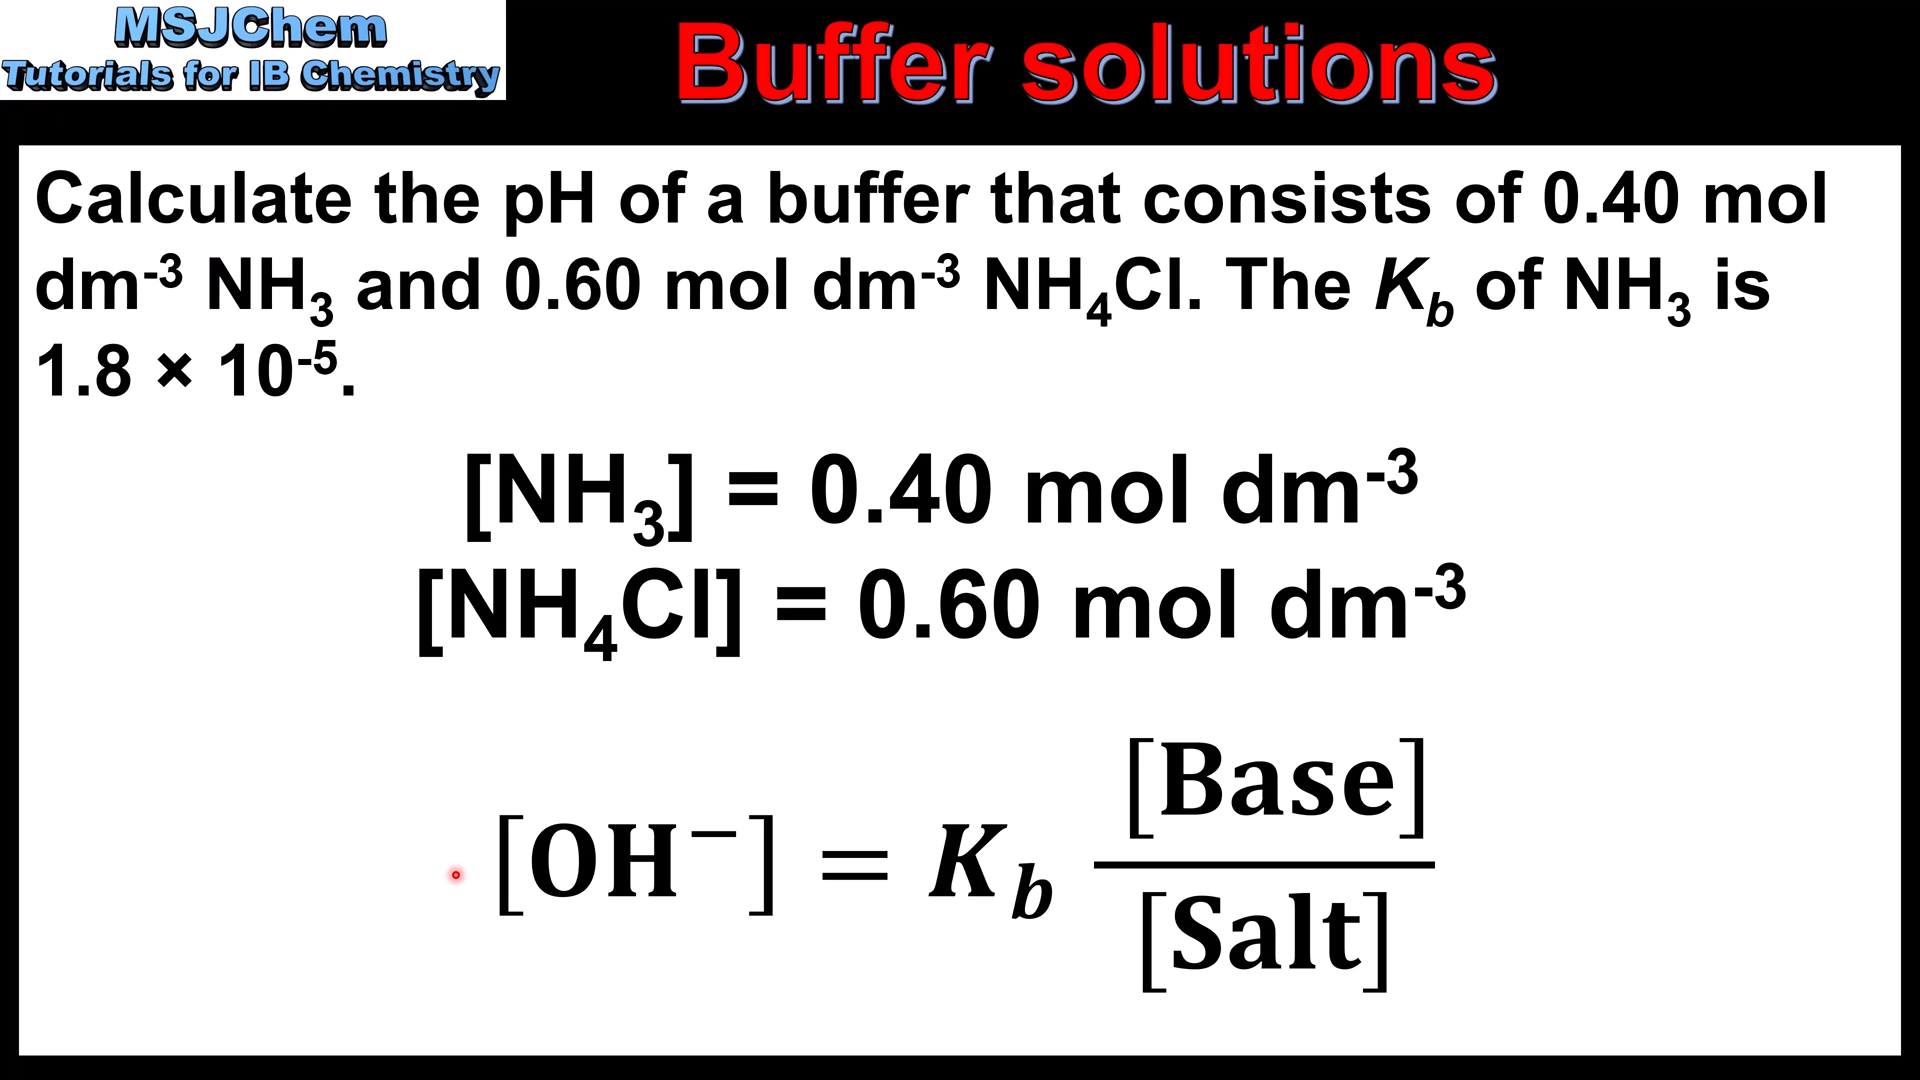 MSJChem
Tutorials for IB Chemistry
Buffer solutions
Calculate the pH of a buffer that consists of 0.40 mol
dm⁻³ NH₃ and 0.60 mol dm⁻³ NH₄Cl. The K_b of NH₃ is
1.8 × 10⁻⁵.
[NH₃] = 0.40 mol dm⁻³
[NH₄Cl] = 0.60 mol dm⁻³
[OH⁻] = K_b [Base] / [Salt]